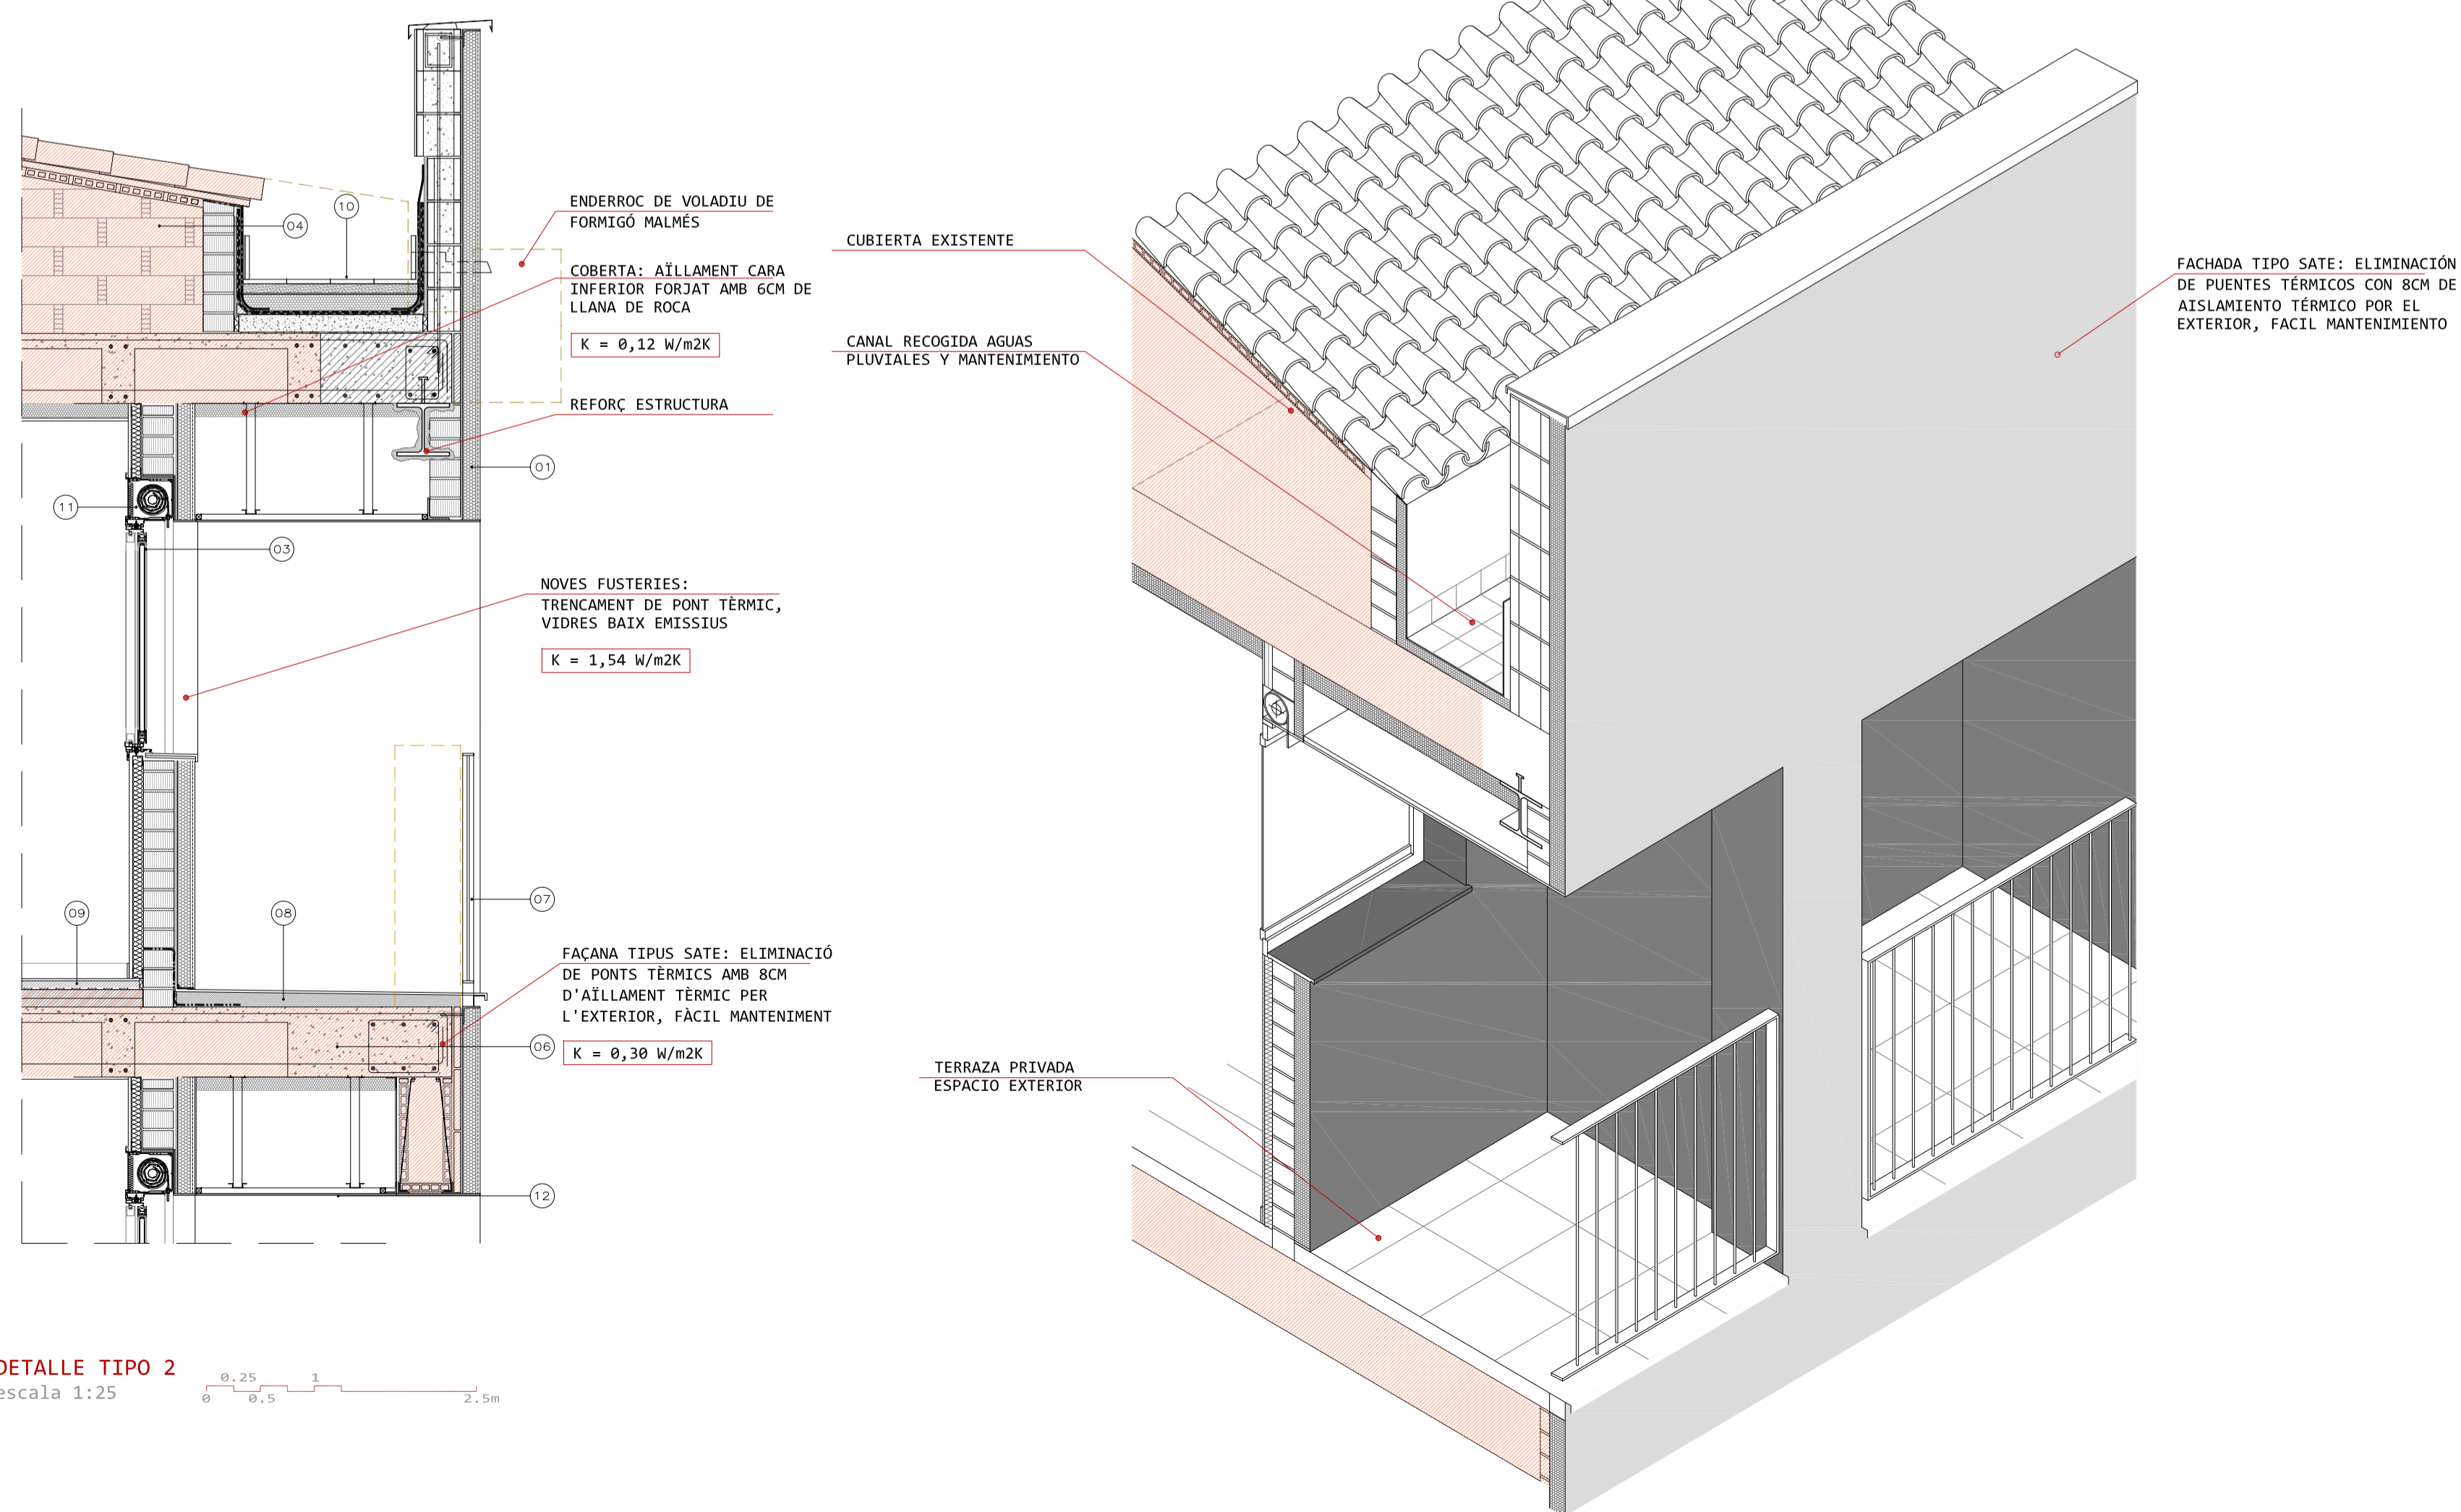 10
04
ENDERROC DE VOLADIU DE
FORMIGÓ MALMÉS
COBERTA: AÏLLAMENT CARA
INFERIOR FORJAT AMB 6CM DE
LLANA DE ROCA
K = 0,12 W/m2K
REFORÇ ESTRUCTURA
01
11
03
NOVES FUSTERIES:
TRENCAMENT DE PONT TÈRMIC,
VIDRES BAIX EMISSIUS
K = 1,54 W/m2K
07
09
08
FAÇANA TIPUS SATE: ELIMINACIÓ
DE PONTS TÈRMICS AMB 8CM
D'AÏLLAMENT TÈRMIC PER
L'EXTERIOR, FÀCIL MANTENIMENT
06
K = 0,30 W/m2K
12
DETALLE TIPO 2
escala 1:25
0.25 1
0 0.5 2.5m
CUBIERTA EXISTENTE
CANAL RECOGIDA AGUAS
PLUVIALES Y MANTENIMIENTO
FACHADA TIPO SATE: ELIMINACIÓN
DE PUENTES TÉRMICOS CON 8CM DE
AISLAMIENTO TÉRMICO POR EL
EXTERIOR, FACIL MANTENIMIENTO
TERRAZA PRIVADA
ESPACIO EXTERIOR